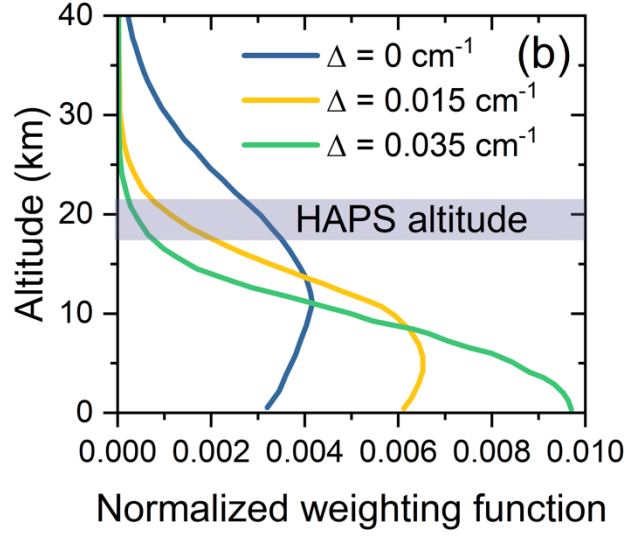 (b)
Δ = 0 cm⁻¹
Δ = 0.015 cm⁻¹
Δ = 0.035 cm⁻¹
HAPS altitude
Altitude (km)
40
30
20
10
0
0.000 0.002 0.004 0.006 0.008 0.010
Normalized weighting function